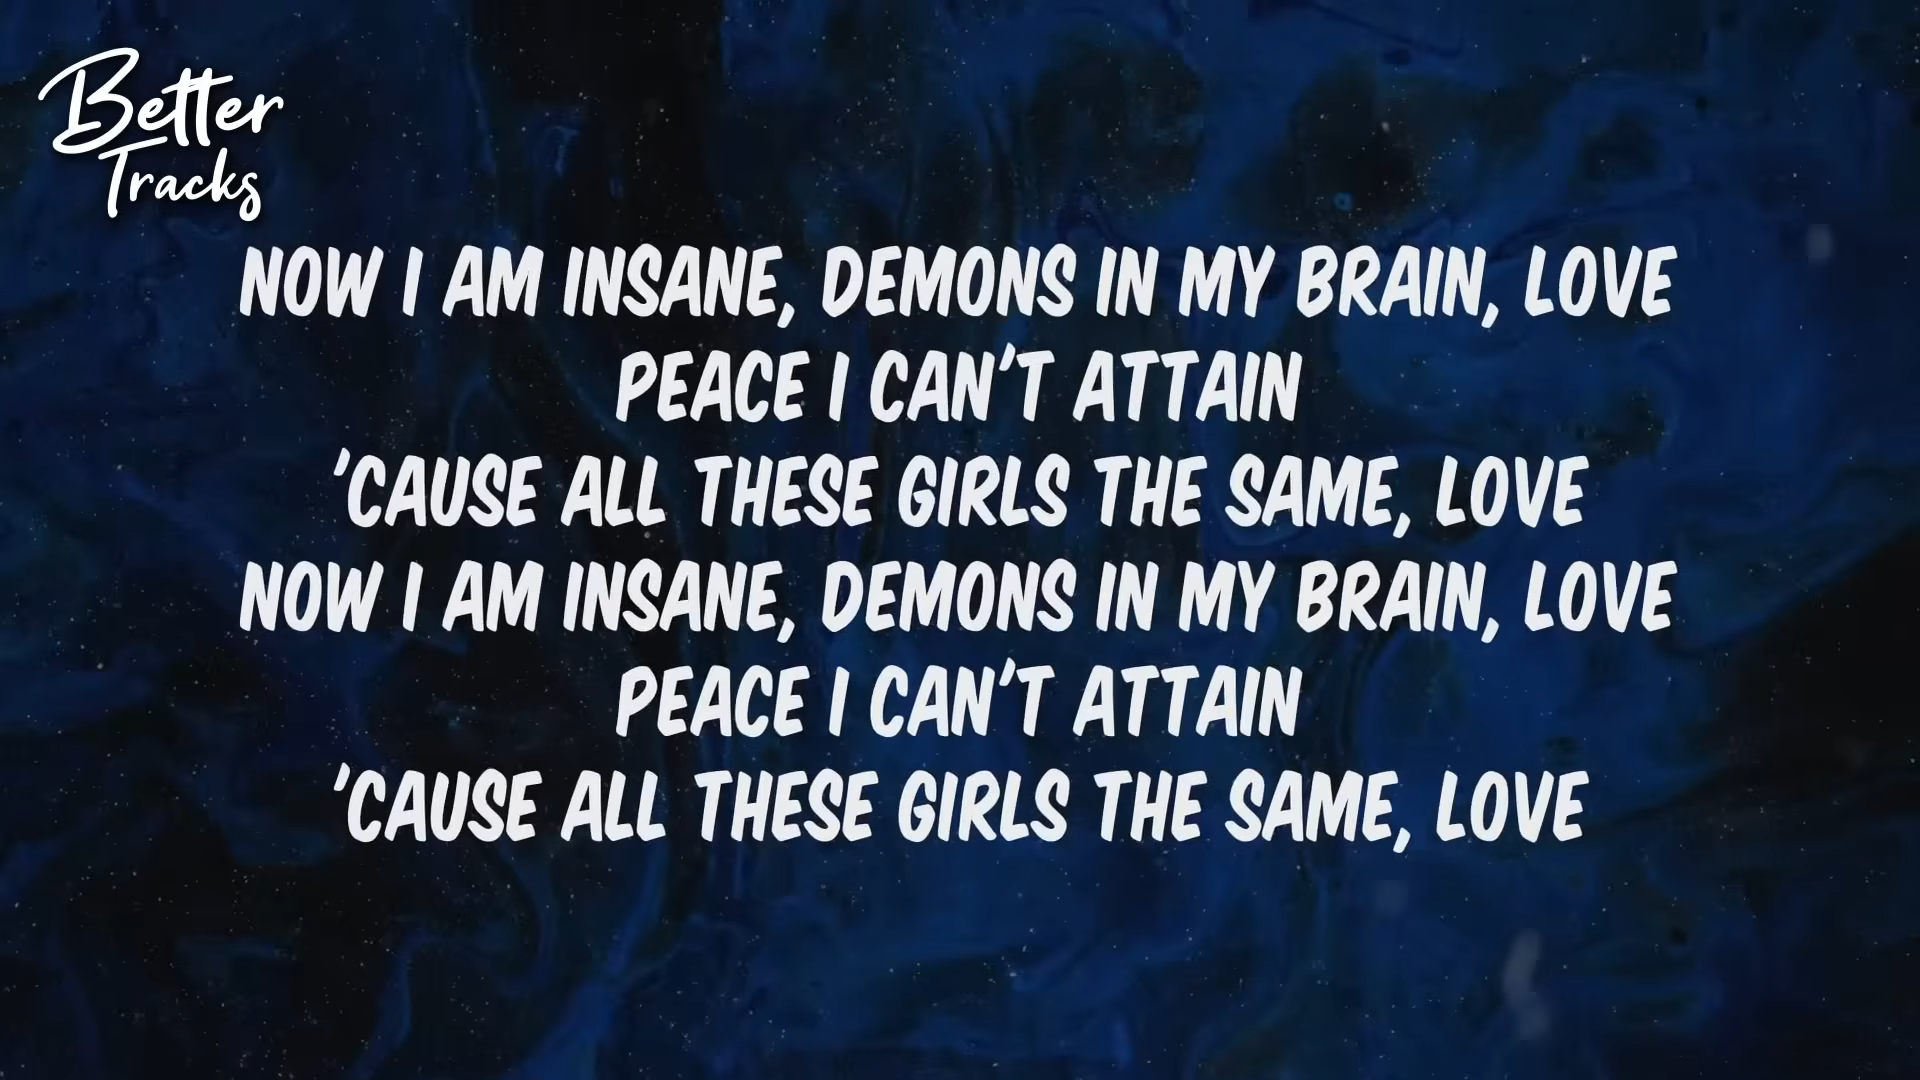 Better
Tracks
NOW I AM INSANE, DEMONS IN MY BRAIN, LOVE
PEACE I CAN'T ATTAIN
'CAUSE ALL THESE GIRLS THE SAME, LOVE
NOW I AM INSANE, DEMONS IN MY BRAIN, LOVE
PEACE I CAN'T ATTAIN
'CAUSE ALL THESE GIRLS THE SAME, LOVE